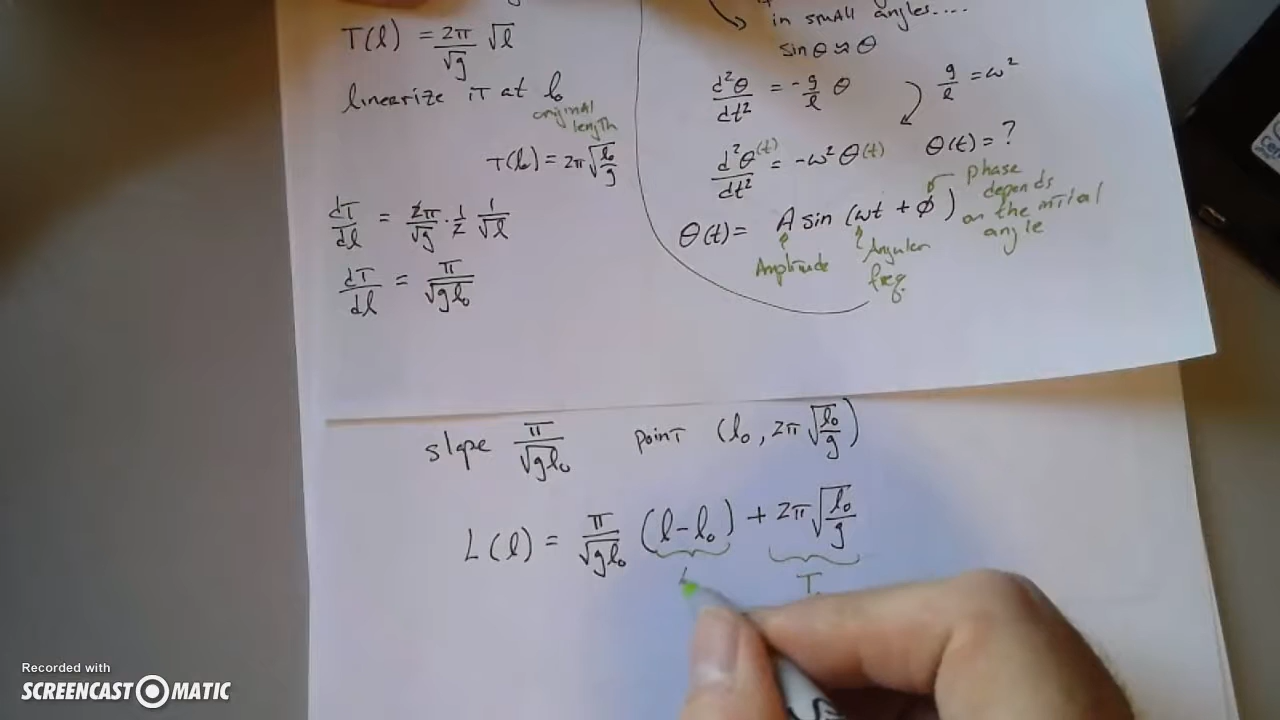 T(l) = 2π/√g √l
linearize it at l₀
original
length
T(l₀) = 2π√(l₀/g)
dT/dl = 2π/√g · 1/2 1/√l
dT/dl = π/√(gl₀)
in small angles....
sinθ ≈ θ
d²θ/dt² = -g/l θ
g/l = ω²
d²θ(t)/dt² = -ω² θ(t)
θ(t) = ?
θ(t) = A sin (ωt + φ)
phase
depends
on the initial
angle
Amplitude
Angular
freq.
slope π/√(gl₀) point (l₀, 2π√(l₀/g))
L(l) = π/√(gl₀) (l - l₀) + 2π√(l₀/g)
T
Recorded with
SCREENCAST-O-MATIC